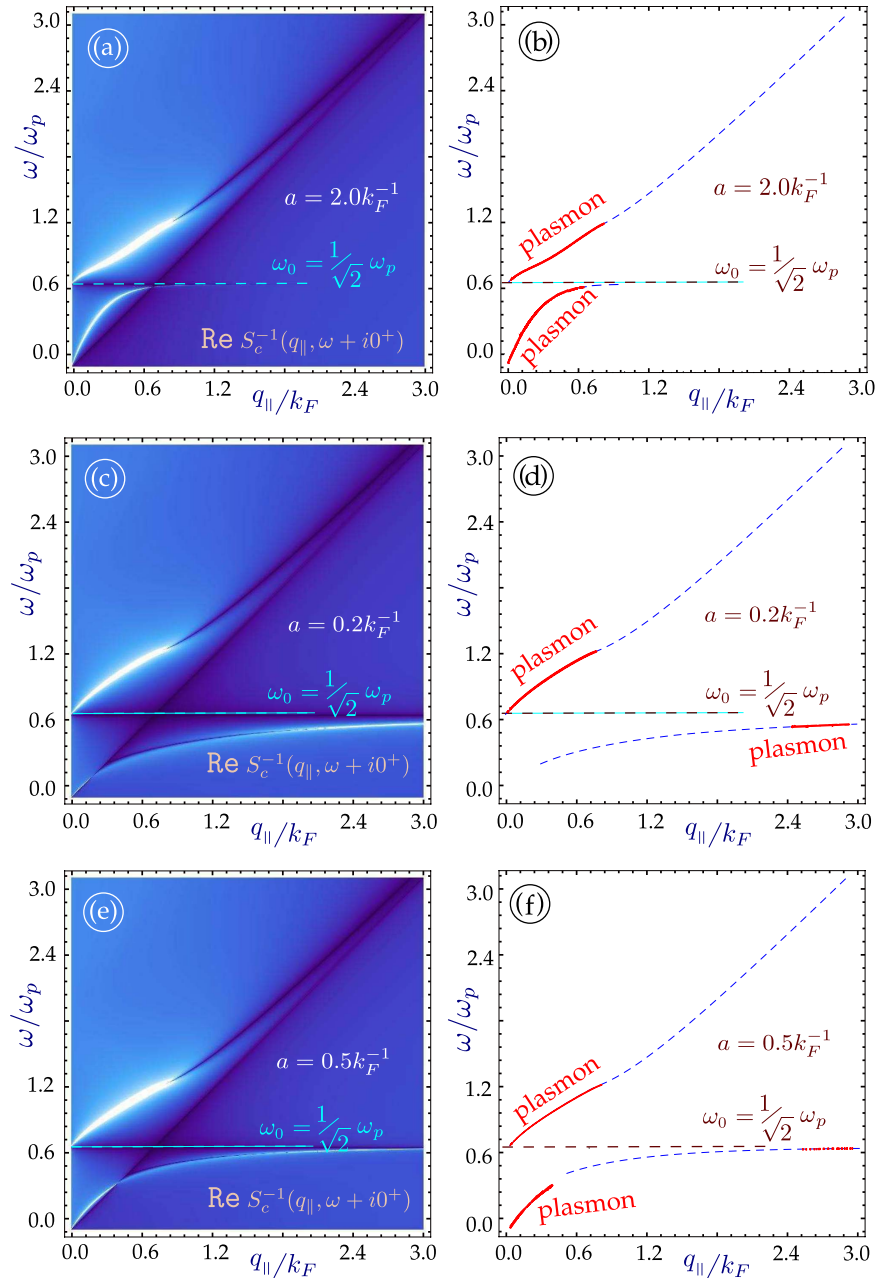 (a)
(b)
ω/ω_p
3.0
2.4
1.2
0.6
0.0
a = 2.0k_F^{-1}
ω_0 = 1/√2 ω_p
Re S_c^{-1}(q_∥, ω + i0^+)
0.0 0.6 1.2 2.4 3.0
q_∥/k_F
ω/ω_p
3.0
2.4
1.2
0.6
0.0
plasmon
a = 2.0k_F^{-1}
ω_0 = 1/√2 ω_p
plasmon
0.0 0.6 1.2 2.4 3.0
q_∥/k_F
(c)
(d)
ω/ω_p
3.0
2.4
1.2
0.6
0.0
a = 0.2k_F^{-1}
ω_0 = 1/√2 ω_p
Re S_c^{-1}(q_∥, ω + i0^+)
0.0 0.6 1.2 2.4 3.0
q_∥/k_F
ω/ω_p
3.0
2.4
1.2
0.6
0.0
plasmon
a = 0.2k_F^{-1}
ω_0 = 1/√2 ω_p
plasmon
0.0 0.6 1.2 2.4 3.0
q_∥/k_F
(e)
(f)
ω/ω_p
3.0
2.4
1.2
0.6
0.0
a = 0.5k_F^{-1}
ω_0 = 1/√2 ω_p
Re S_c^{-1}(q_∥, ω + i0^+)
0.0 0.6 1.2 2.4 3.0
q_∥/k_F
ω/ω_p
3.0
2.4
1.2
0.6
0.0
plasmon
a = 0.5k_F^{-1}
ω_0 = 1/√2 ω_p
plasmon
0.0 0.6 1.2 2.4 3.0
q_∥/k_F